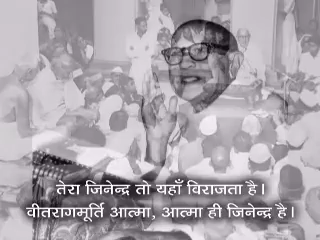 तेरा जिनेन्द्र तो यहाँ विराजता है।
वीतरागमूर्ति आत्मा, आत्मा ही जिनेन्द्र है।